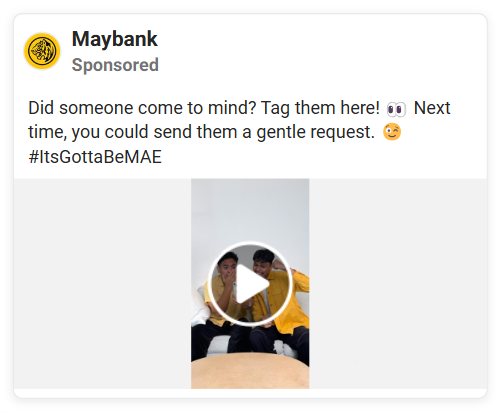 Maybank
Sponsored
Did someone come to mind? Tag them here! 👀 Next
time, you could send them a gentle request. 😉
#ItsGottaBeMAE